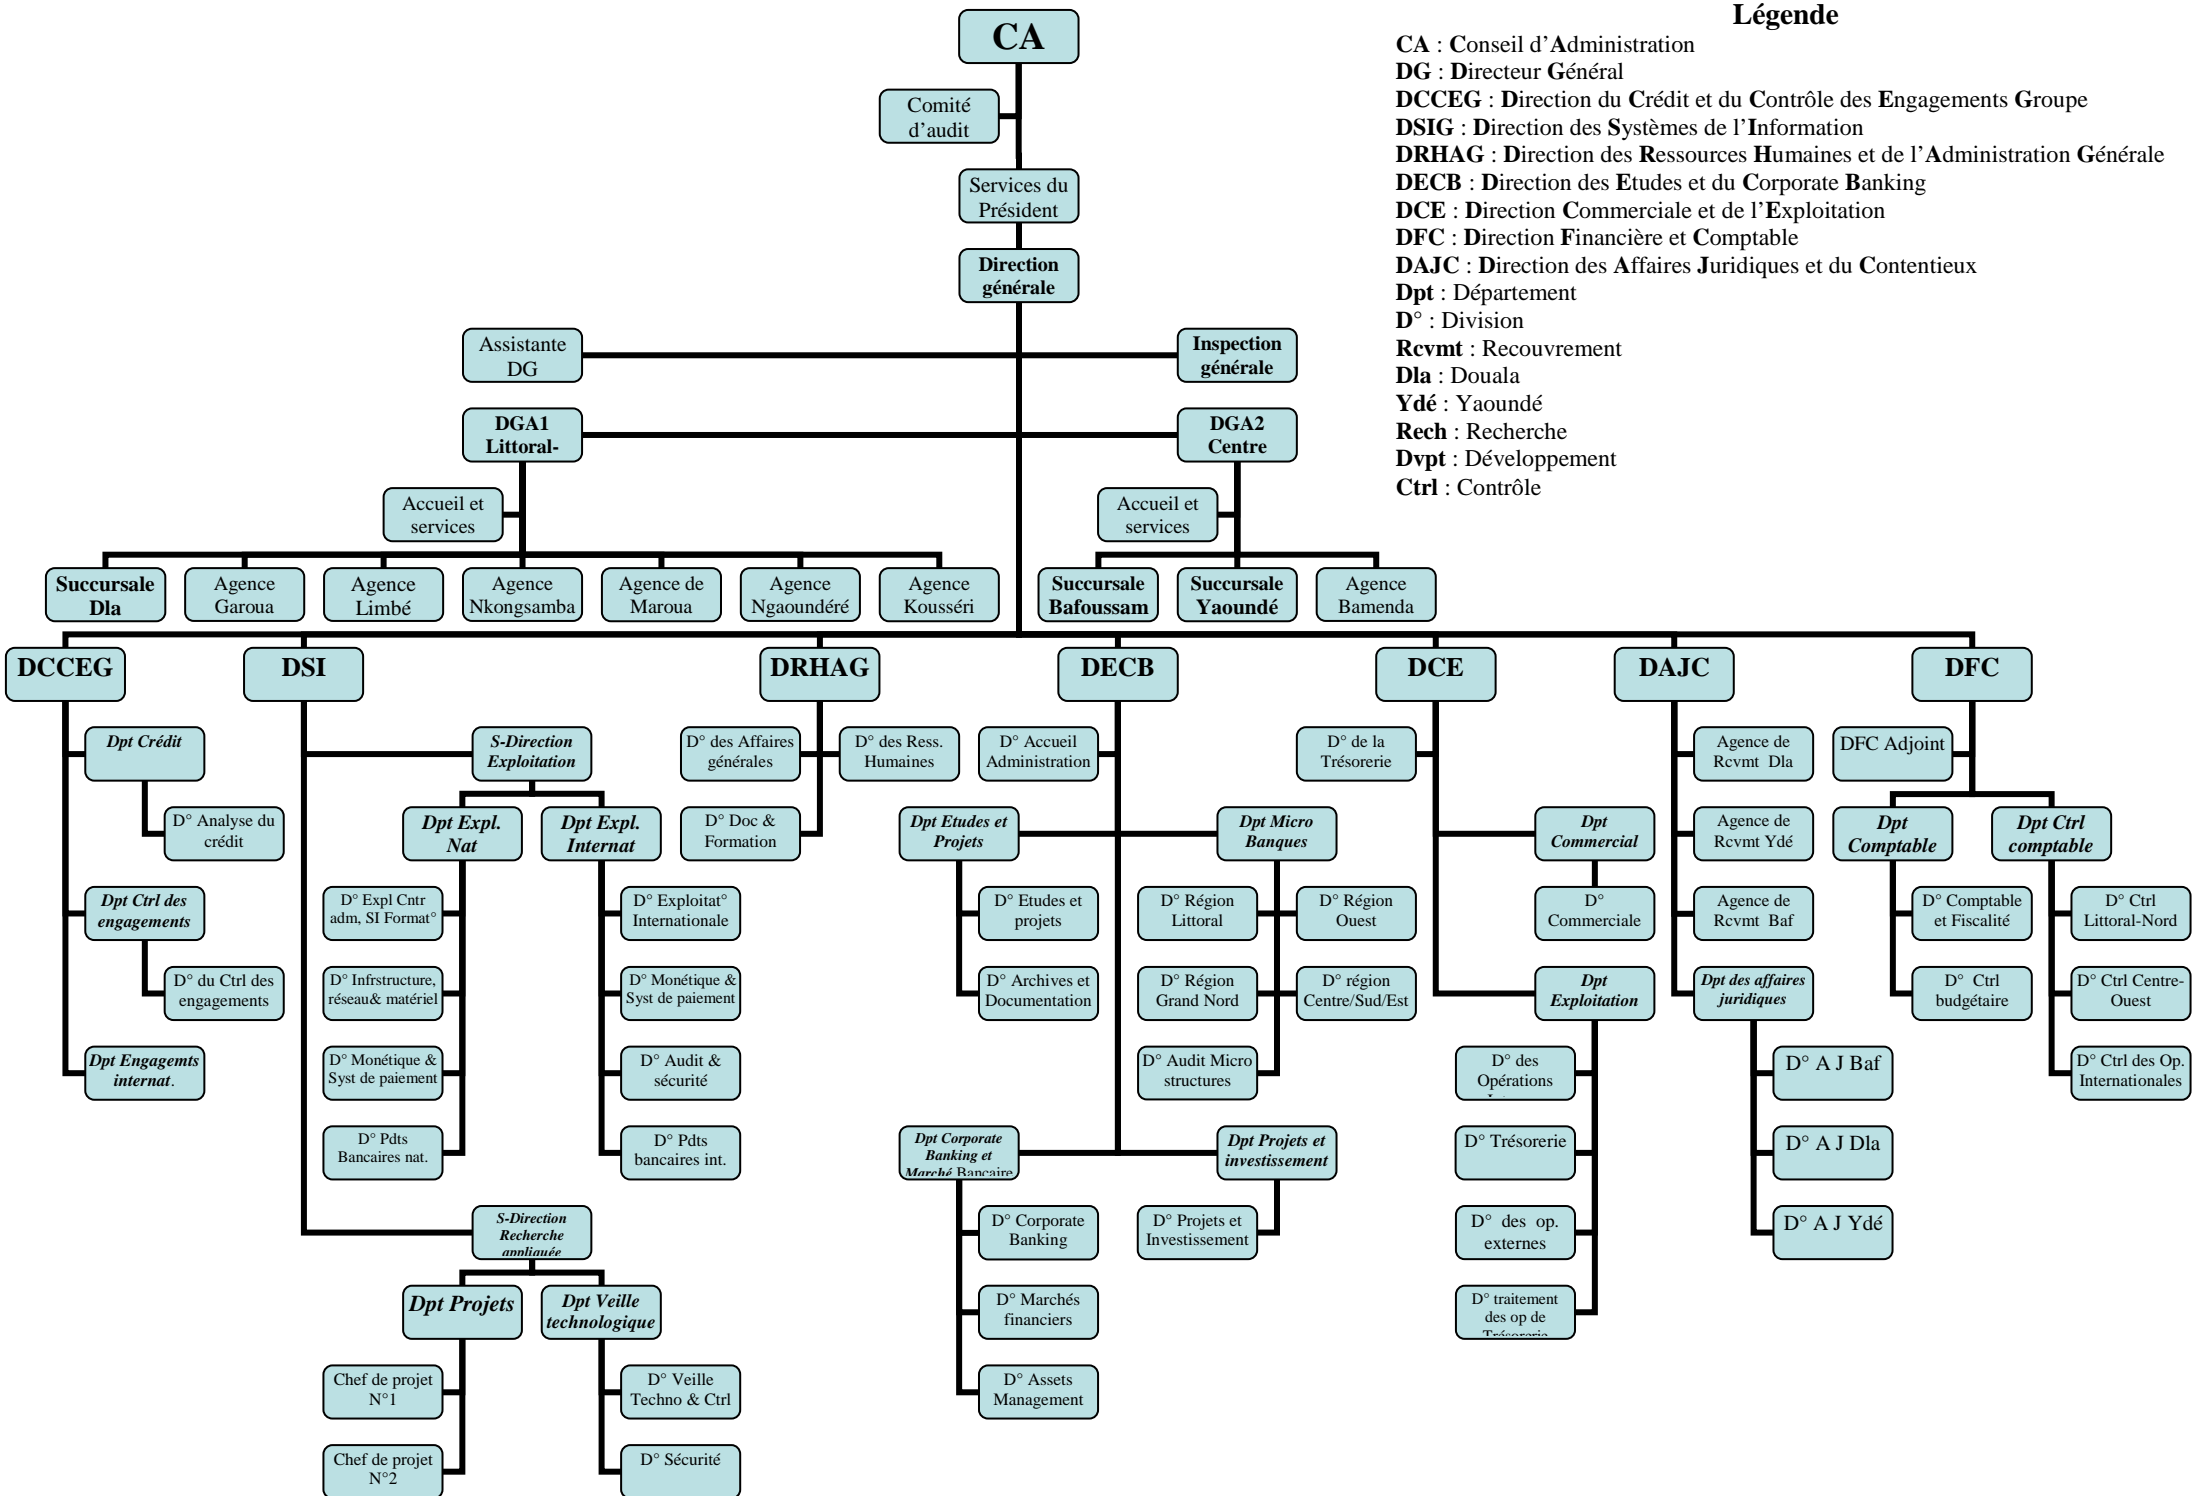 CA
Comité
d'audit
Services du
Président
Direction
générale
Assistante
DG
Inspection
générale
DGA1
Littoral-
DGA2
Centre
Accueil et
services
Accueil et
services
Succursale
Dla
Agence
Garoua
Agence
Limbé
Agence
Nkongsamba
Agence de
Maroua
Agence
Ngaoundéré
Agence
Kousséri
Succursale
Bafoussam
Succursale
Yaoundé
Agence
Bamenda
Légende
CA : Conseil d'Administration
DG : Directeur Général
DCCEG : Direction du Crédit et du Contrôle des Engagements Groupe
DSIG : Direction des Systèmes de l'Information
DRHAG : Direction des Ressources Humaines et de l'Administration Générale
DECB : Direction des Etudes et du Corporate Banking
DCE : Direction Commerciale et de l'Exploitation
DFC : Direction Financière et Comptable
DAJC : Direction des Affaires Juridiques et du Contentieux
Dpt : Département
D° : Division
Rcvmt : Recouvrement
Dla : Douala
Ydé : Yaoundé
Rech : Recherche
Dvpt : Développement
Ctrl : Contrôle
DCCEG
Dpt Crédit
D° Analyse du
crédit
Dpt Ctrl des
engagements
D° du Ctrl des
engagements
Dpt Engagemts
internat.
DSI
S-Direction
Exploitation
Dpt Expl.
Nat
D° Expl Cntr
adm, SI Format°
D° Infrstructure,
réseau& matériel
D° Monétique &
Syst de paiement
D° Pdts
Bancaires nat.
Dpt Expl.
Internat
D° Exploitat°
Internationale
D° Monétique &
Syst de paiement
D° Audit &
sécurité
D° Pdts
bancaires int.
S-Direction
Recherche
appliquée
Dpt Projets
Chef de projet
N°1
Chef de projet
N°2
Dpt Veille
technologique
D° Veille
Techno & Ctrl
D° Sécurité
DRHAG
D° des Affaires
générales
D° des Ress.
Humaines
D° Doc &
Formation
DECB
D° Accueil
Administration
Dpt Etudes et
Projets
D° Etudes et
projets
D° Archives et
Documentation
Dpt Micro
Banques
D° Région
Littoral
D° Région
Ouest
D° Région
Grand Nord
D° région
Centre/Sud/Est
D° Audit Micro
structures
Dpt Corporate
Banking et
Marché Bancaire
D° Corporate
Banking
D° Marchés
financiers
D° Assets
Management
Dpt Projets et
investissement
D° Projets et
Investissement
DCE
D° de la
Trésorerie
Dpt
Commercial
D°
Commerciale
Dpt
Exploitation
D° des
Opérations
D° Trésorerie
D° des op.
externes
D° traitement
des op de
Trésorerie
DAJC
Agence de
Rcvmt Dla
Agence de
Rcvmt Ydé
Agence de
Rcvmt Baf
Dpt des affaires
juridiques
D° A J Baf
D° A J Dla
D° A J Ydé
DFC
DFC Adjoint
Dpt
Comptable
D° Comptable
et Fiscalité
D° Ctrl
budgétaire
Dpt Ctrl
comptable
D° Ctrl
Littoral-Nord
D° Ctrl Centre-
Ouest
D° Ctrl des Op.
Internationales